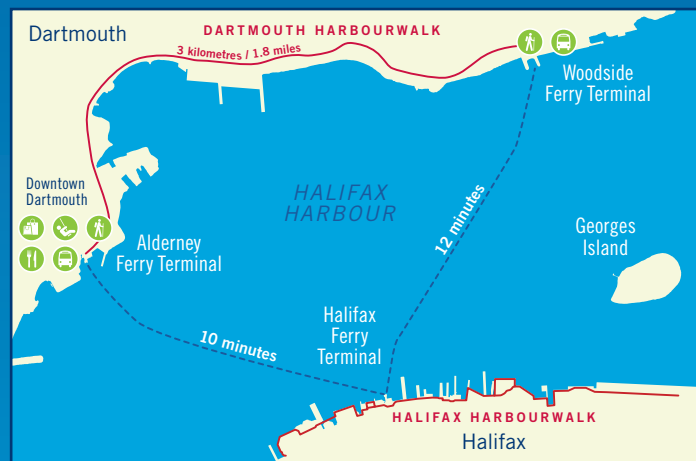 Dartmouth
DARTMOUTH HARBOURWALK
3 kilometres / 1.8 miles
Woodside
Ferry Terminal
HALIFAX
HARBOUR
Downtown
Dartmouth
12 minutes
Georges
Island
Alderney
Ferry Terminal
Halifax
Ferry
Terminal
10 minutes
HALIFAX HARBOURWALK
Halifax